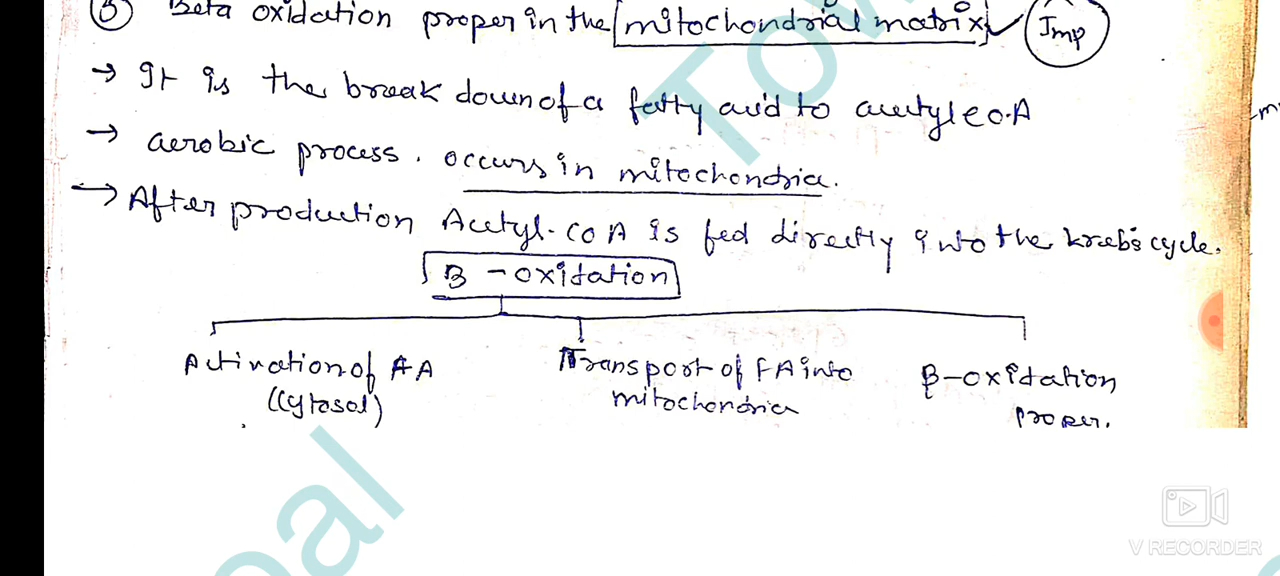 ③ Beta oxidation proper in the mitochondrial matrix Imp
→ It is the break down of a fatty acid to acetyl CO.A
→ aerobic process. occurs in mitochondria.
→ After production Acetyl-CO A is fed directly into the kreb's cycle.
B - oxidation
Activation of FA
(Cytosol)
Transport of FA into
mitochondria
β-oxidation
proper.
V RECORDER